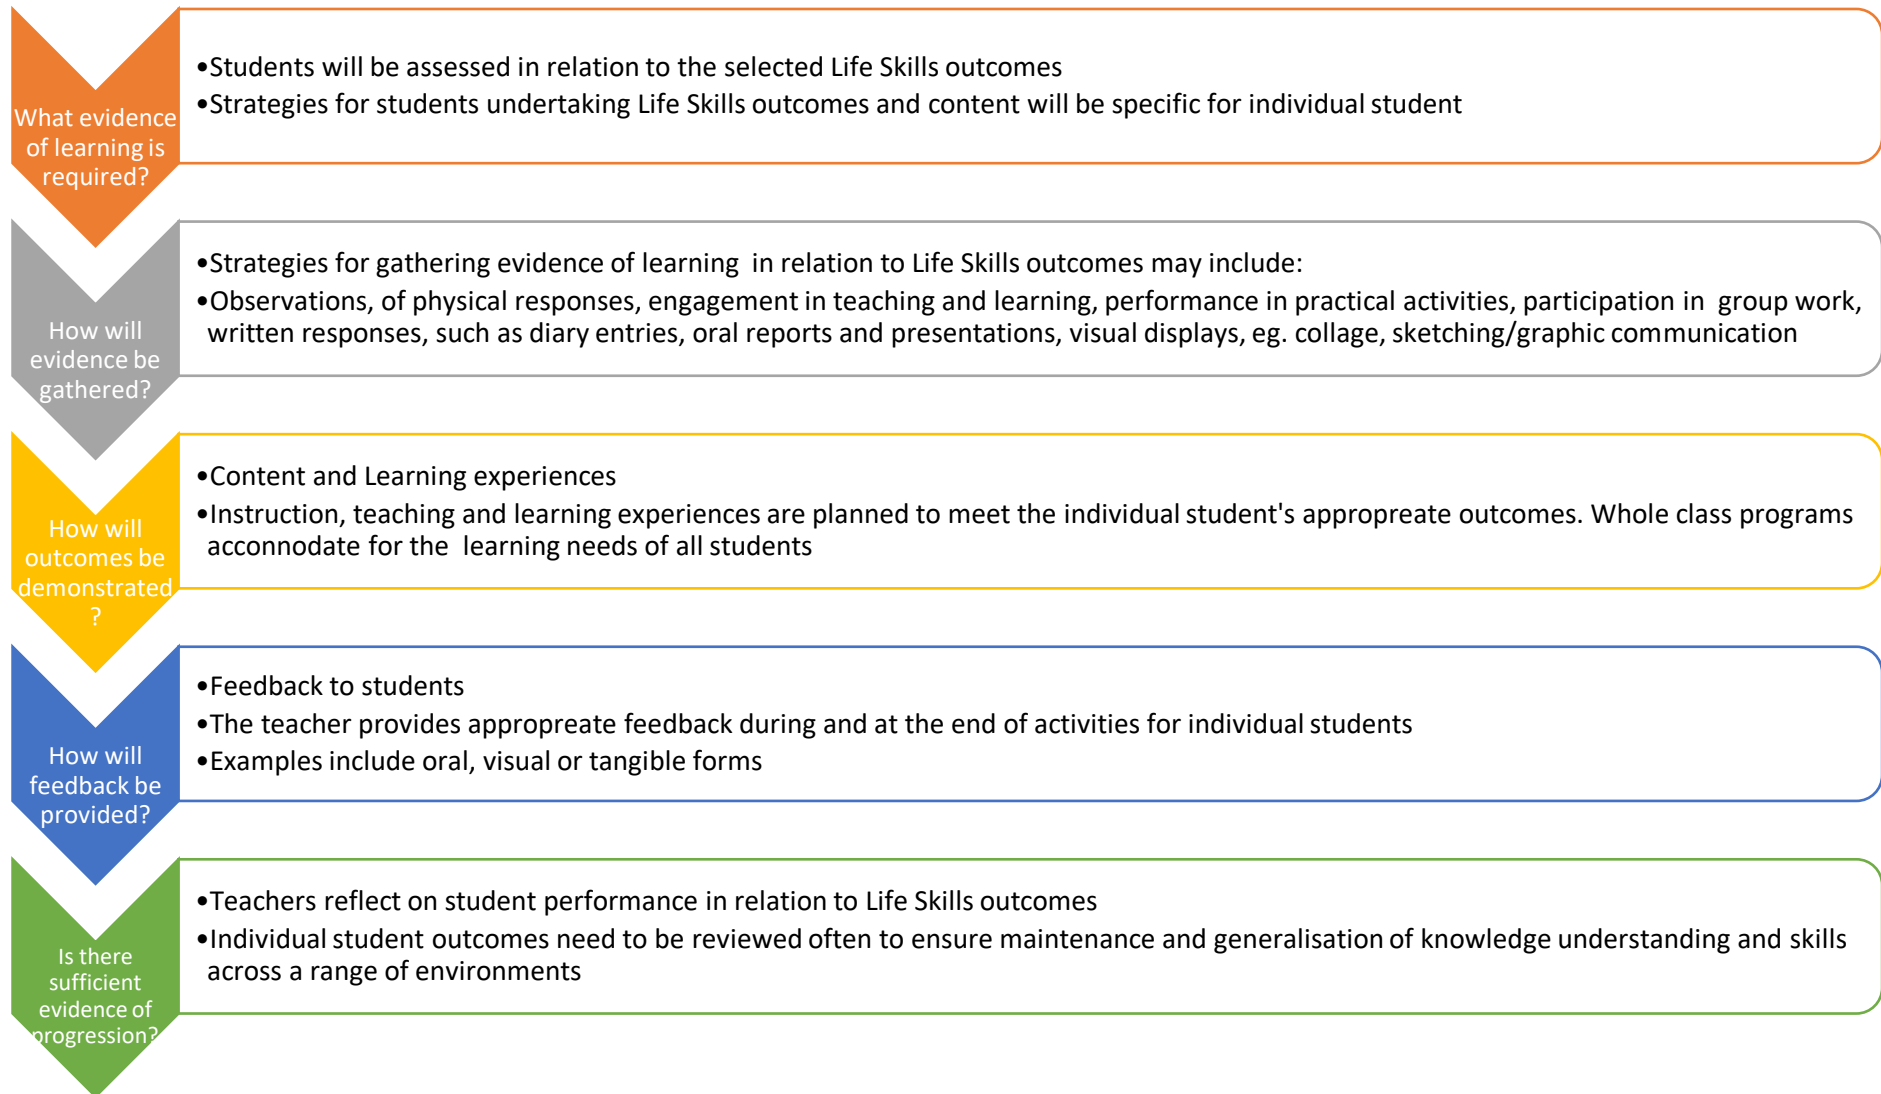 What evidence
of learning is
required?
•Students will be assessed in relation to the selected Life Skills outcomes
•Strategies for students undertaking Life Skills outcomes and content will be specific for individual student
How will
evidence be
gathered?
•Strategies for gathering evidence of learning  in relation to Life Skills outcomes may include:
•Observations, of physical responses, engagement in teaching and learning, performance in practical activities, participation in  group work,
written responses, such as diary entries, oral reports and presentations, visual displays, eg. collage, sketching/graphic communication
How will
outcomes be
demonstrated
?
•Content and Learning experiences
•Instruction, teaching and learning experiences are planned to meet the individual student's appropreate outcomes. Whole class programs
acconnodate for the  learning needs of all students
How will
feedback be
provided?
•Feedback to students
•The teacher provides appropreate feedback during and at the end of activities for individual students
•Examples include oral, visual or tangible forms
Is there
sufficient
evidence of
progression?
•Teachers reflect on student performance in relation to Life Skills outcomes
•Individual student outcomes need to be reviewed often to ensure maintenance and generalisation of knowledge understanding and skills
across a range of environments